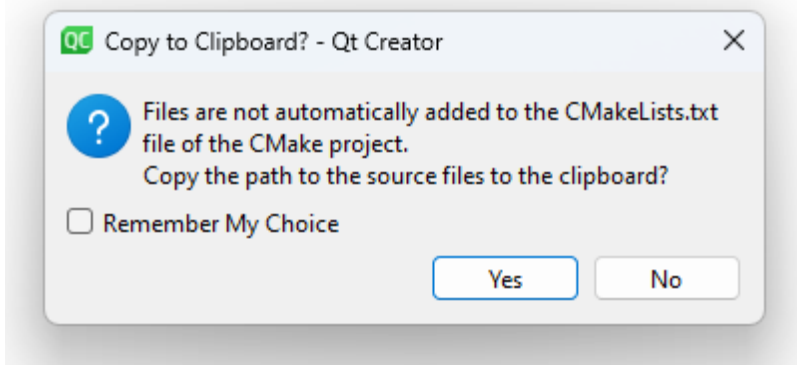 QC Copy to Clipboard? - Qt Creator
Files are not automatically added to the CMakeLists.txt
file of the CMake project.
Copy the path to the source files to the clipboard?
Remember My Choice
Yes No